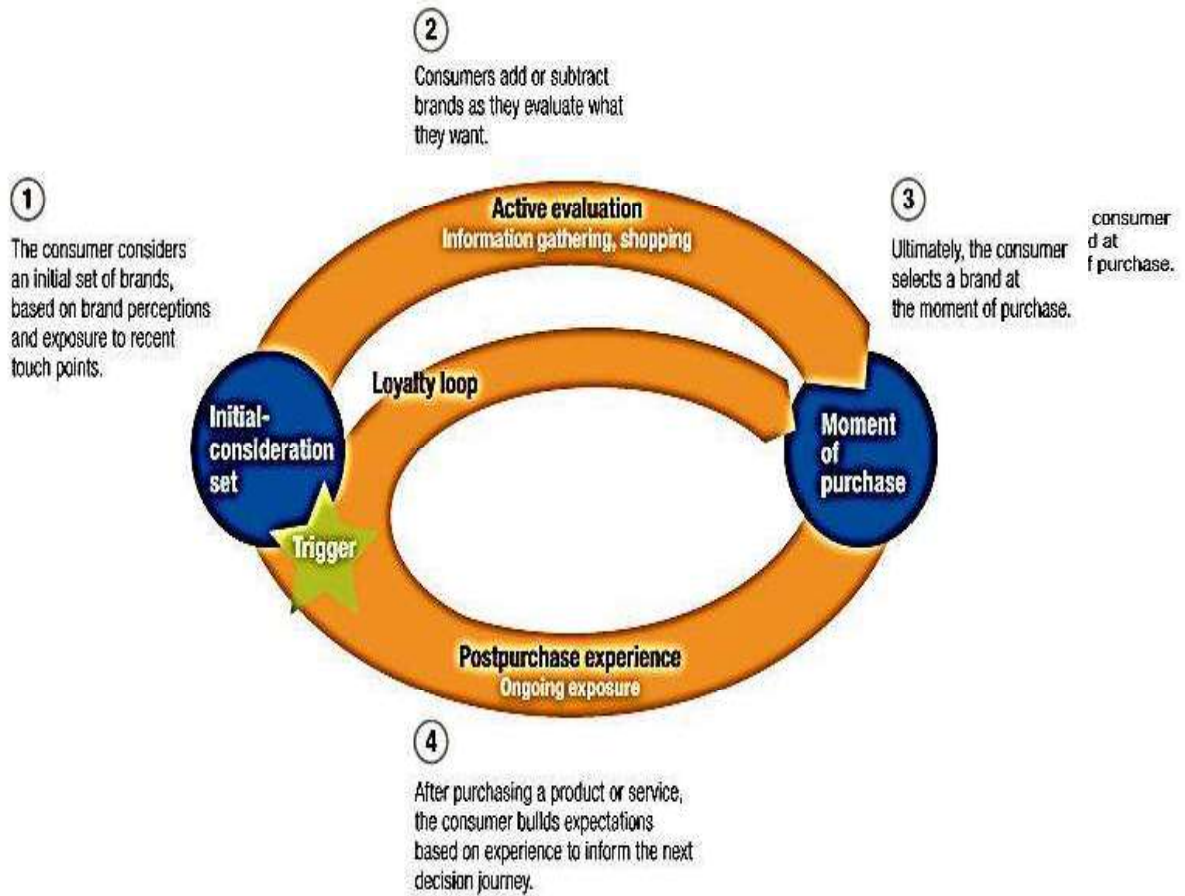 2
Consumers add or subtract
brands as they evaluate what
they want.
1
The consumer considers
an initial set of brands,
based on brand perceptions
and exposure to recent
touch points.
3
Ultimately, the consumer
selects a brand at
the moment of purchase.
consumer
d at
f purchase.
Active evaluation
Information gathering, shopping
Loyalty loop
Initial-
consideration
set
Trigger
Moment
of
purchase
Postpurchase experience
Ongoing exposure
4
After purchasing a product or service,
the consumer builds expectations
based on experience to inform the next
decision journey.